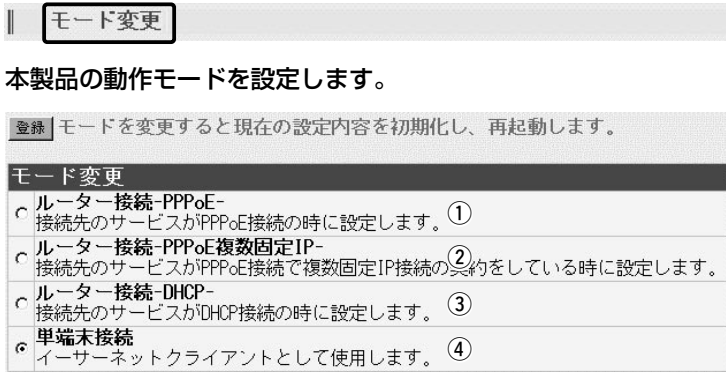 モード変更
本製品の動作モードを設定します。
登録 モードを変更すると現在の設定内容を初期化し、再起動します。
モード変更
ルーター接続-PPPoE-
接続先のサービスがPPPoE接続の時に設定します。 ①
ルーター接続-PPPoE複数固定IP-
接続先のサービスがPPPoE接続で複数固定IP接続の契約をしている時に設定します。 ②
ルーター接続-DHCP-
接続先のサービスがDHCP接続の時に設定します。 ③
単端末接続
イーサーネットクライアントとして使用します。 ④